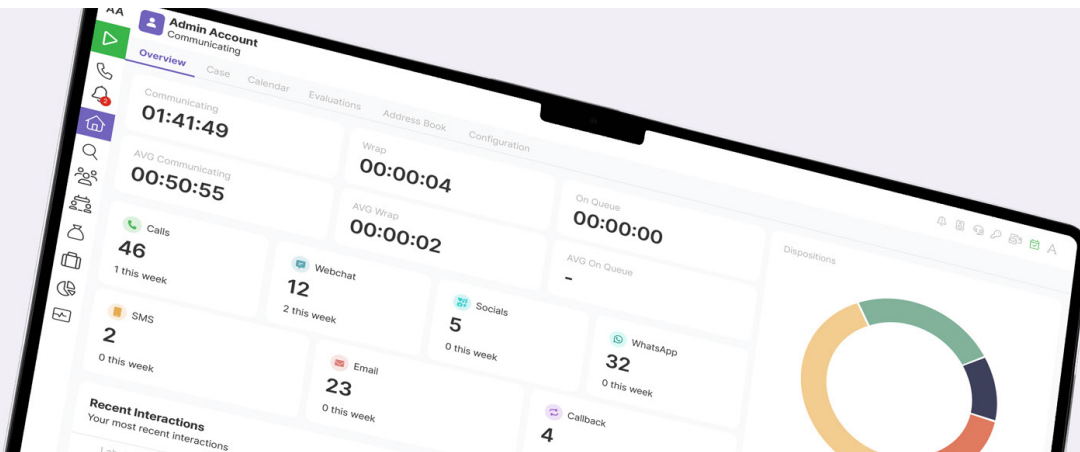 AA
Admin Account
Communicating
Overview
Case
Calendar
Evaluations
Address Book
Configuration
Communicating
01:41:49
Wrap
00:00:04
On Queue
00:00:00
AVG Communicating
00:50:55
AVG Wrap
00:00:02
AVG On Queue
-
Dispositions
A
2
Calls
46
1 this week
Webchat
12
2 this week
Socials
5
0 this week
WhatsApp
32
0 this week
SMS
2
0 this week
Email
23
0 this week
Callback
4
Recent Interactions
Your most recent interactions